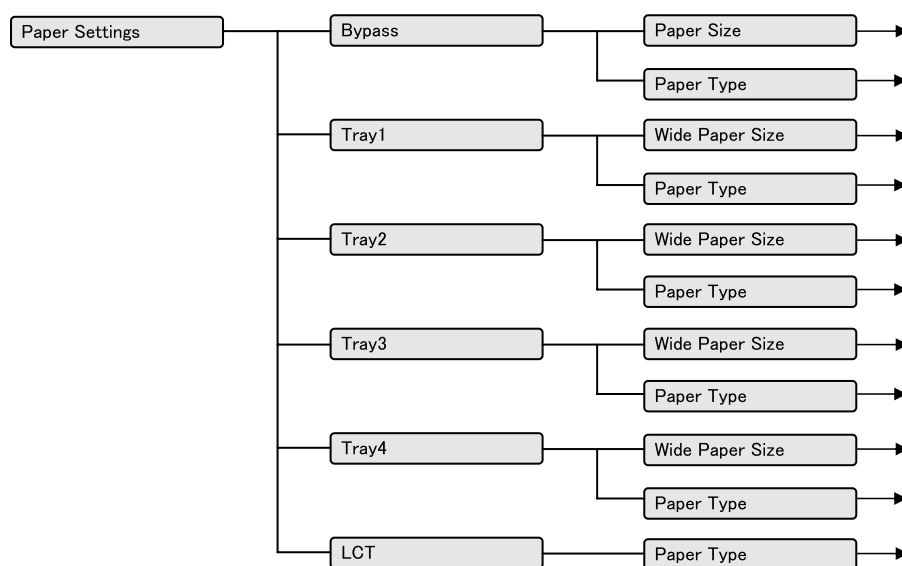 Paper Settings
Bypass
Paper Size
Paper Type
Tray1
Wide Paper Size
Paper Type
Tray2
Wide Paper Size
Paper Type
Tray3
Wide Paper Size
Paper Type
Tray4
Wide Paper Size
Paper Type
LCT
Paper Type